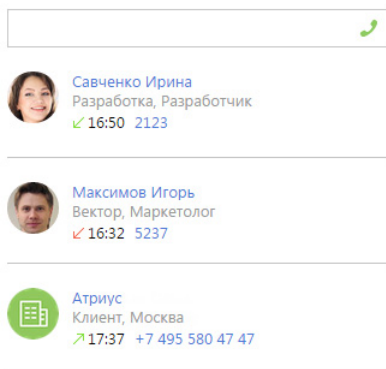 Савченко Ирина
Разработка, Разработчик
16:50 2123
Максимов Игорь
Вектор, Маркетолог
16:32 5237
Атриус
Клиент, Москва
17:37 +7 495 580 47 47